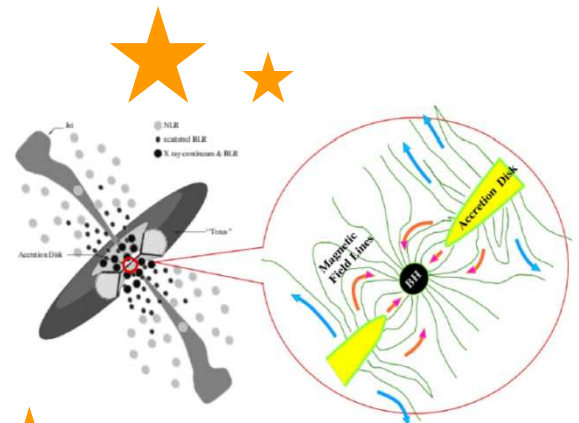 Jet
NLR
scattered BLR
X ray continuum & BLR
"Torus"
Accretion Disk
Accretion Disk
Magnetic
Field Lines
BH